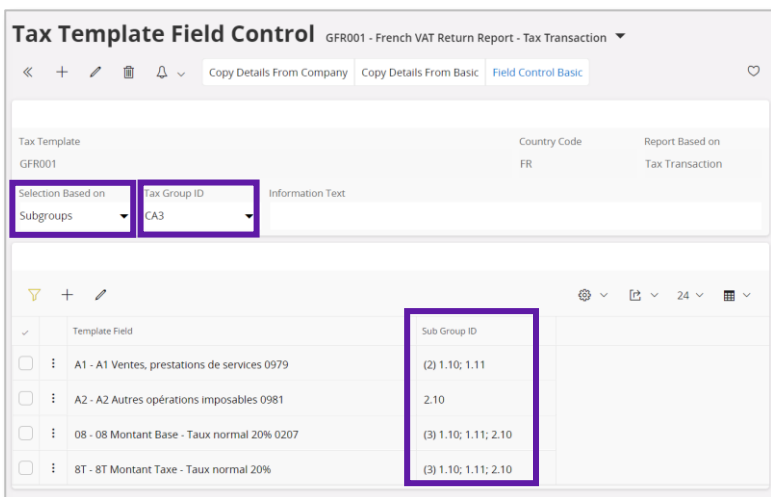 Tax Template Field Control GFR001 - French VAT Return Report - Tax Transaction
Copy Details From Company Copy Details From Basic Field Control Basic
Tax Template Country Code Report Based on
GFR001 FR Tax Transaction
Selection Based on Tax Group ID Information Text
Subgroups CA3
24
Template Field Sub Group ID
A1 - A1 Ventes, prestations de services 0979 (2) 1.10; 1.11
A2 - A2 Autres opérations imposables 0981 2.10
08 - 08 Montant Base - Taux normal 20% 0207 (3) 1.10; 1.11; 2.10
8T - 8T Montant Taxe - Taux normal 20% (3) 1.10; 1.11; 2.10